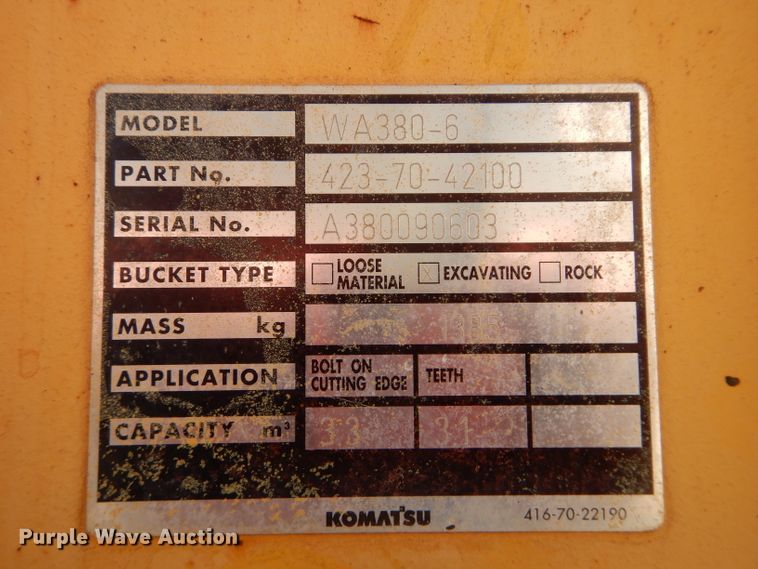 MODEL WA380-6
PART No. 423-70-42100
SERIAL No. A380090603
BUCKET TYPE LOOSE MATERIAL EXCAVATING ROCK
MASS kg
APPLICATION BOLT ON CUTTING EDGE TEETH
CAPACITY m³ 3.3 3.1
KOMATSU 416-70-22190
Purple Wave Auction